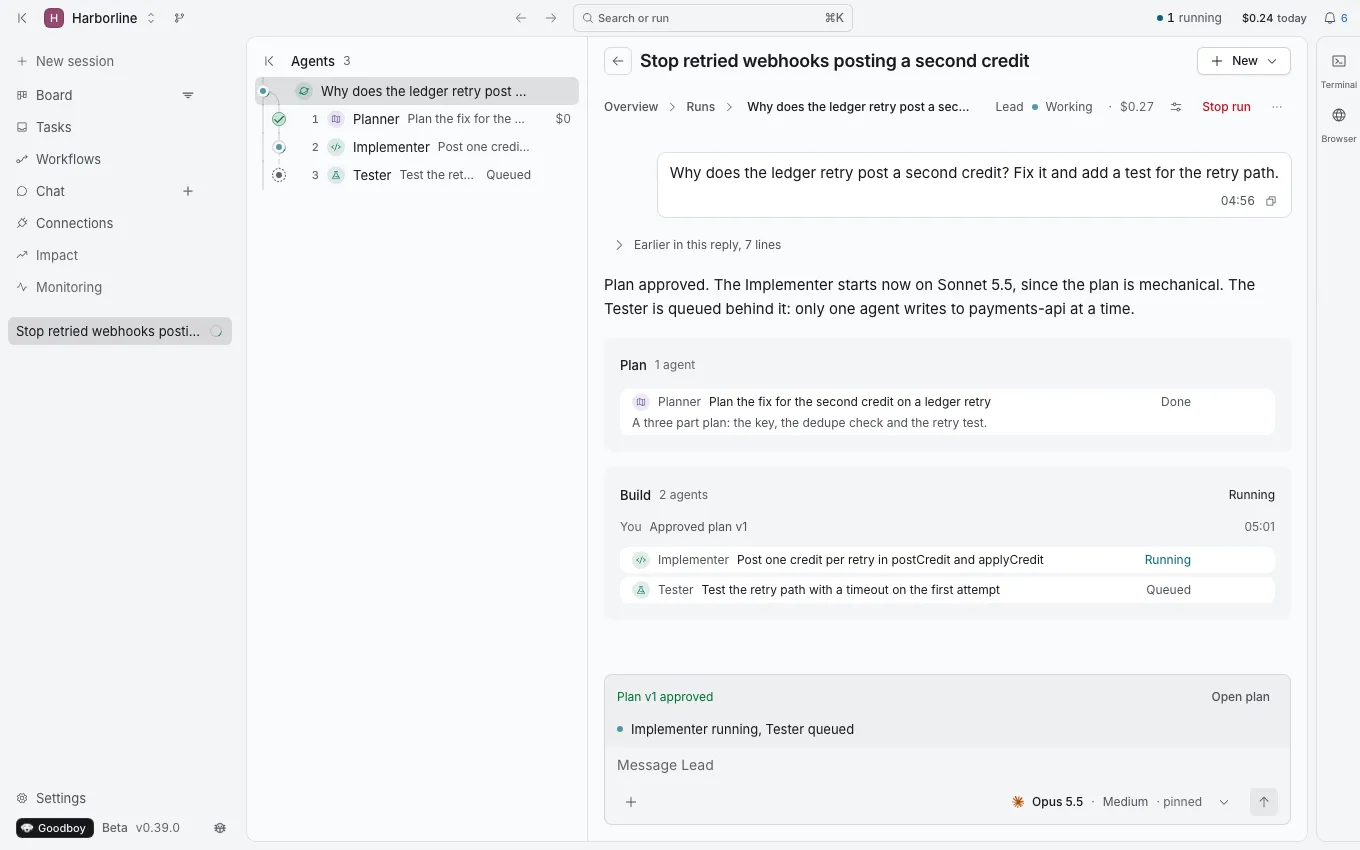 H Harborline
Search or run ⌘K
1 running $0.24 today 6
New session
Board
Tasks
Workflows
Chat
Connections
Impact
Monitoring
Stop retried webhooks posti...
Settings
Goodboy Beta v0.39.0
Agents 3
Why does the ledger retry post ...
1 Planner Plan the fix for the ... $0
2 Implementer Post one credi...
3 Tester Test the ret... Queued
Stop retried webhooks posting a second credit
New
Overview Runs Why does the ledger retry post a sec... Lead Working · $0.27 Stop run ...
Why does the ledger retry post a second credit? Fix it and add a test for the retry path.
04:56
Earlier in this reply, 7 lines
Plan approved. The Implementer starts now on Sonnet 5.5, since the plan is mechanical. The
Tester is queued behind it: only one agent writes to payments-api at a time.
Plan 1 agent
Planner Plan the fix for the second credit on a ledger retry Done
A three part plan: the key, the dedupe check and the retry test.
Build 2 agents Running
You Approved plan v1 05:01
Implementer Post one credit per retry in postCredit and applyCredit Running
Tester Test the retry path with a timeout on the first attempt Queued
Plan v1 approved Open plan
Implementer running, Tester queued
Message Lead
Opus 5.5 · Medium · pinned
Terminal
Browser